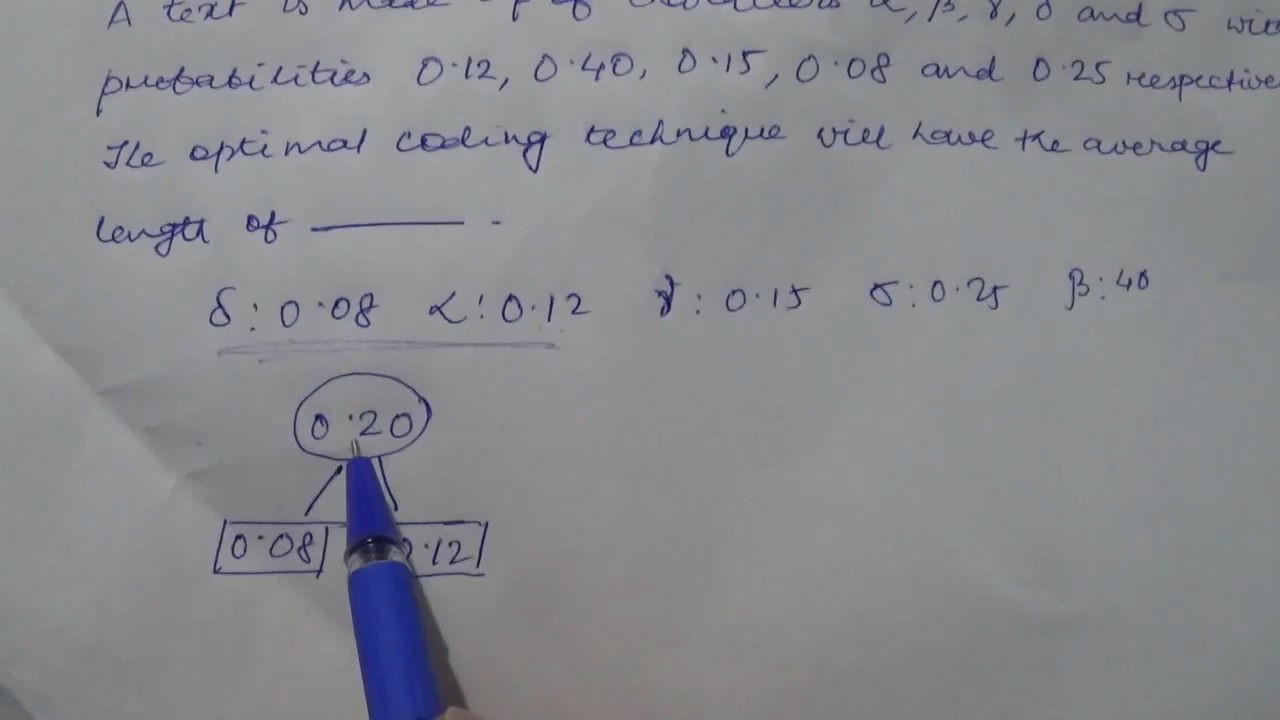 A text is made up of characters α, β, γ, δ and σ with
probabilities 0.12, 0.40, 0.15, 0.08 and 0.25 respective
The optimal coding technique will have the average
length of ———— .
δ: 0.08 α: 0.12 γ: 0.15 σ: 0.25 β: 40
0.20
0.08 0.12